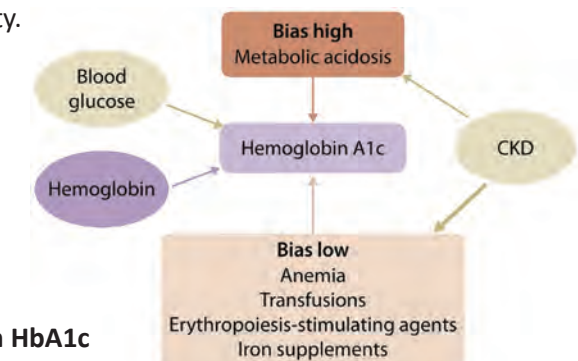 ty.
Bias high
Metabolic acidosis
Blood
glucose
Hemoglobin A1c
CKD
Hemoglobin
Bias low
Anemia
Transfusions
Erythropoiesis-stimulating agents
Iron supplements
HbA1c